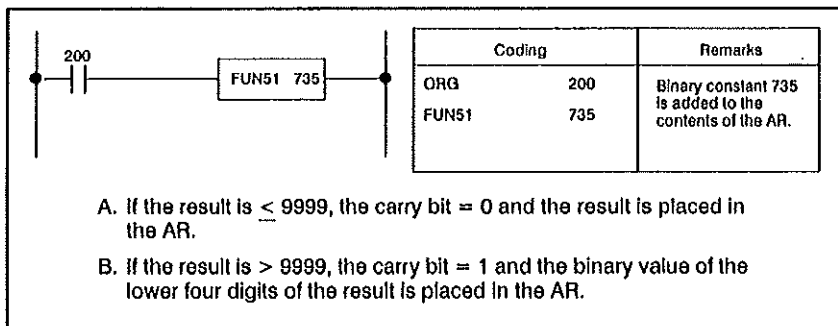 200
FUN51 735
Coding
Remarks
ORG 200
FUN51 735
Binary constant 735
is added to the
contents of the AR.
A. If the result is ≤ 9999, the carry bit = 0 and the result is placed in
the AR.
B. If the result is > 9999, the carry bit = 1 and the binary value of the
lower four digits of the result is placed in the AR.